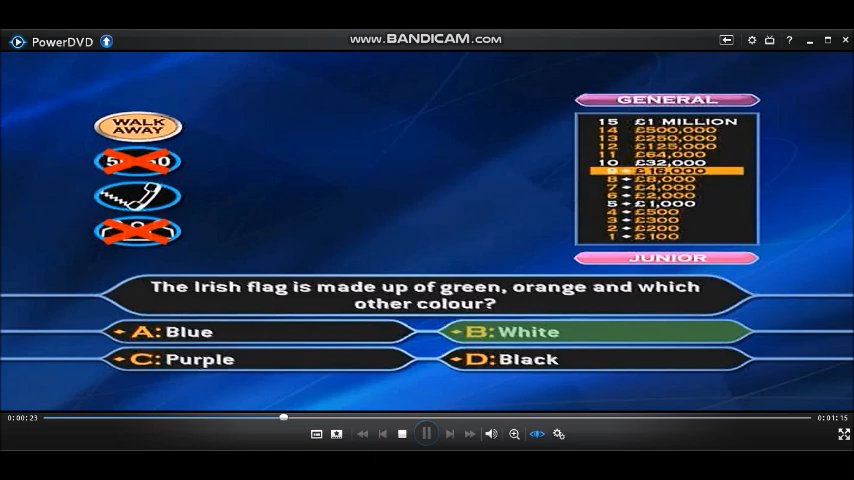 PowerDVD
www.BANDICAM.com
?
WALK
AWAY
50:50
GENERAL
15 £1 MILLION
14 £500,000
13 £250,000
12 £125,000
11 £64,000
10 £32,000
9 £16,000
8 £8,000
7 £4,000
6 £2,000
5 £1,000
4 £500
3 £300
2 £200
1 £100
JUNIOR
The Irish flag is made up of green, orange and which
other colour?
A: Blue
B: White
C: Purple
D: Black
0:00:23
0:01:15